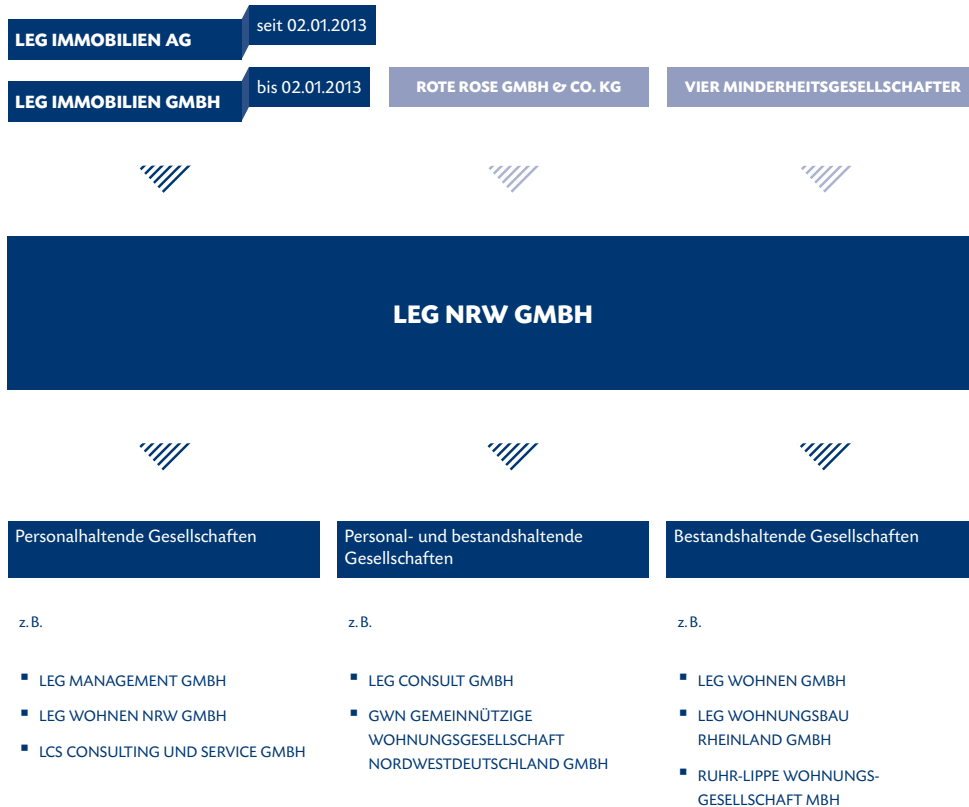 LEG IMMOBILIEN AG
seit 02.01.2013
LEG IMMOBILIEN GMBH
bis 02.01.2013
ROTE ROSE GMBH & CO. KG
VIER MINDERHEITSGESELLSCHAFTER
LEG NRW GMBH
Personalhaltende Gesellschaften
z. B.
▪ LEG MANAGEMENT GMBH
▪ LEG WOHNEN NRW GMBH
▪ LCS CONSULTING UND SERVICE GMBH
Personal- und bestandshaltende
Gesellschaften
z. B.
▪ LEG CONSULT GMBH
▪ GWN GEMEINNÜTZIGE
WOHNUNGSGESELLSCHAFT
NORDWESTDEUTSCHLAND GMBH
Bestandshaltende Gesellschaften
z. B.
▪ LEG WOHNEN GMBH
▪ LEG WOHNUNGSBAU
RHEINLAND GMBH
▪ RUHR-LIPPE WOHNUNGS-
GESELLSCHAFT MBH